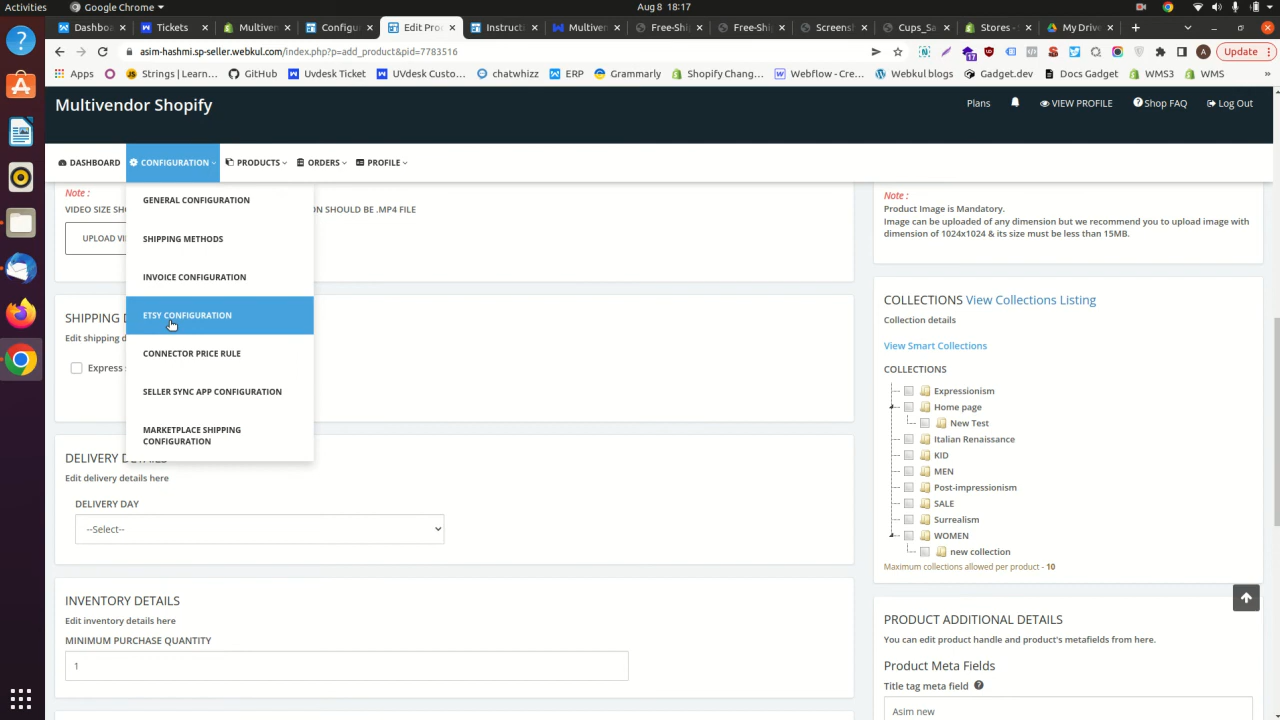 Activities
Google Chrome
Aug 8 18:17
Dashbo
Tickets
Multiven
Configu
Edit Pro
Instructi
Multiven
Free-Shi
Free-Shi
Screensh
Cups_Sa
Stores -
My Drive
asim-hashmi.sp-seller.webkul.com/index.php?p=add_product&pid=7783516
Update
Apps
Strings | Learn...
GitHub
Uvdesk Ticket
UVdesk Custo...
chatwhizz
ERP
Grammarly
Shopify Chang...
Webflow - Cre...
Webkul blogs
Gadget.dev
Docs Gadget
WMS3
WMS
»
Multivendor Shopify
Plans
VIEW PROFILE
Shop FAQ
Log Out
DASHBOARD
CONFIGURATION
PRODUCTS
ORDERS
PROFILE
Note :
VIDEO SIZE SHO
ON SHOULD BE .MP4 FILE
UPLOAD VI
GENERAL CONFIGURATION
SHIPPING METHODS
INVOICE CONFIGURATION
ETSY CONFIGURATION
CONNECTOR PRICE RULE
SELLER SYNC APP CONFIGURATION
MARKETPLACE SHIPPING
CONFIGURATION
SHIPPING D
Edit shipping d
Express s
DELIVERY DETAILS
Edit delivery details here
DELIVERY DAY
--Select--
INVENTORY DETAILS
Edit inventory details here
MINIMUM PURCHASE QUANTITY
1
Note :
Product Image is Mandatory.
Image can be uploaded of any dimension but we recommend you to upload image with
dimension of 1024x1024 & its size must be less than 15MB.
COLLECTIONS View Collections Listing
Collection details
View Smart Collections
COLLECTIONS
Expressionism
Home page
New Test
Italian Renaissance
KID
MEN
Post-impressionism
SALE
Surrealism
WOMEN
new collection
Maximum collections allowed per product - 10
PRODUCT ADDITIONAL DETAILS
You can edit product handle and product's metafields from here.
Product Meta Fields
Title tag meta field
Asim new